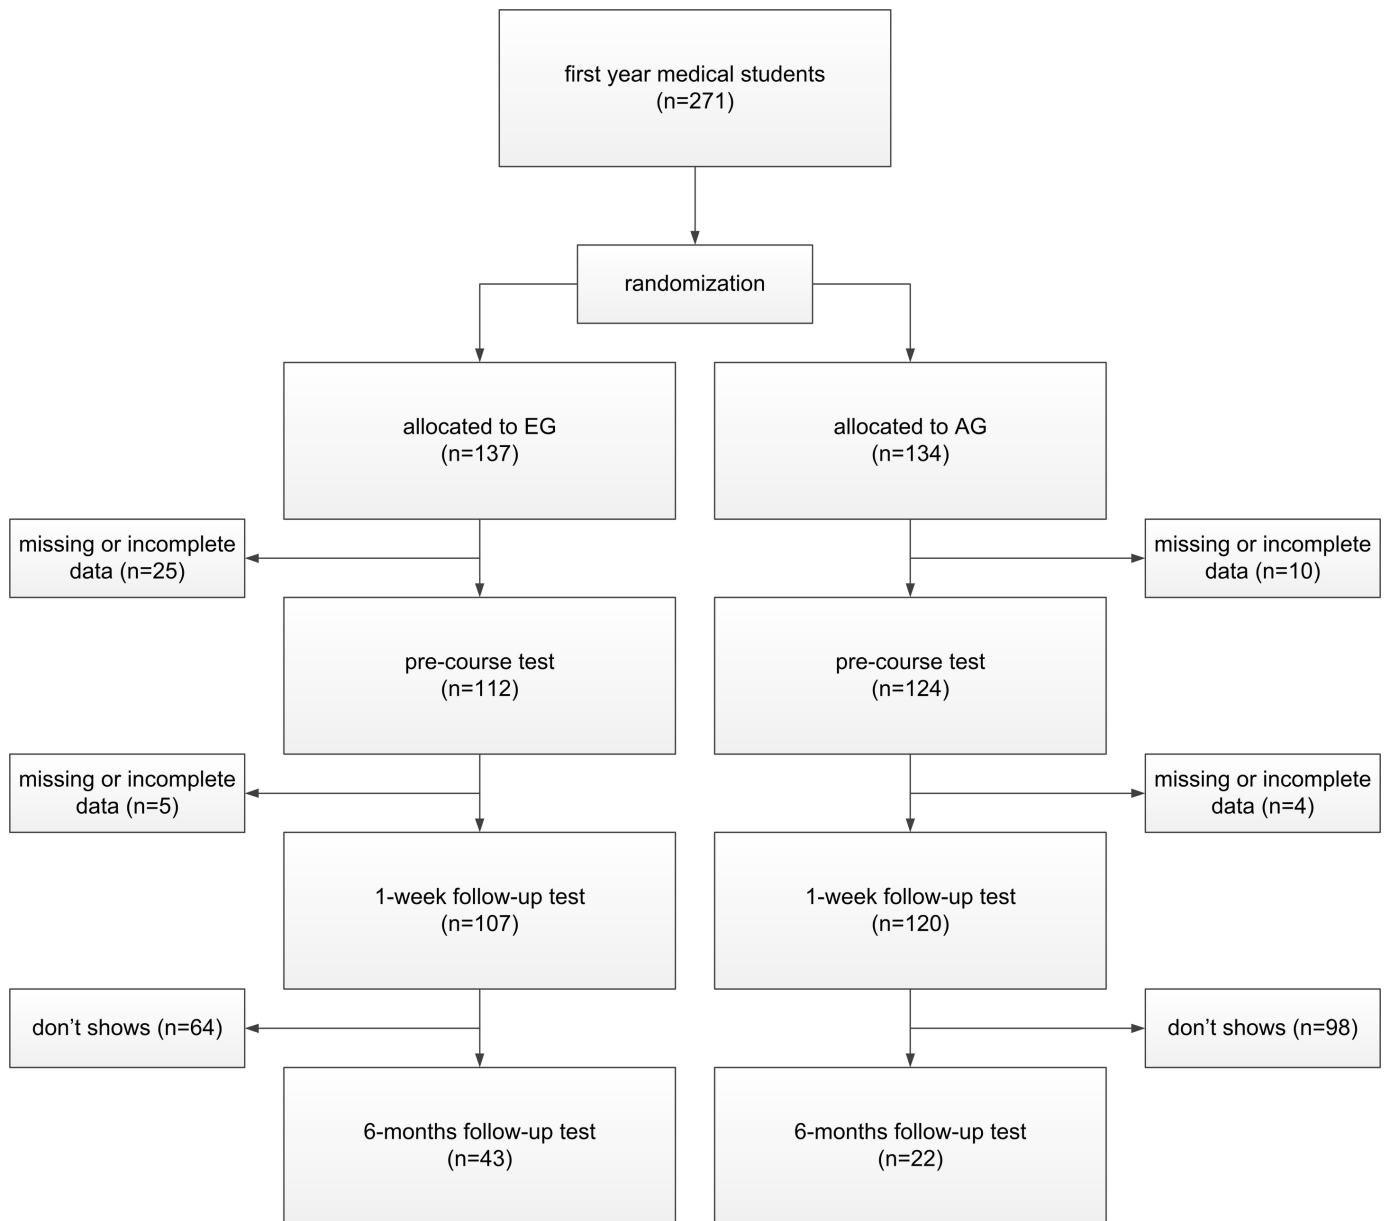 first year medical students
(n=271)
randomization
allocated to EG
(n=137)
allocated to AG
(n=134)
missing or incomplete
data (n=25)
missing or incomplete
data (n=10)
pre-course test
(n=112)
pre-course test
(n=124)
missing or incomplete
data (n=5)
missing or incomplete
data (n=4)
1-week follow-up test
(n=107)
1-week follow-up test
(n=120)
don’t shows (n=64)
don’t shows (n=98)
6-months follow-up test
(n=43)
6-months follow-up test
(n=22)